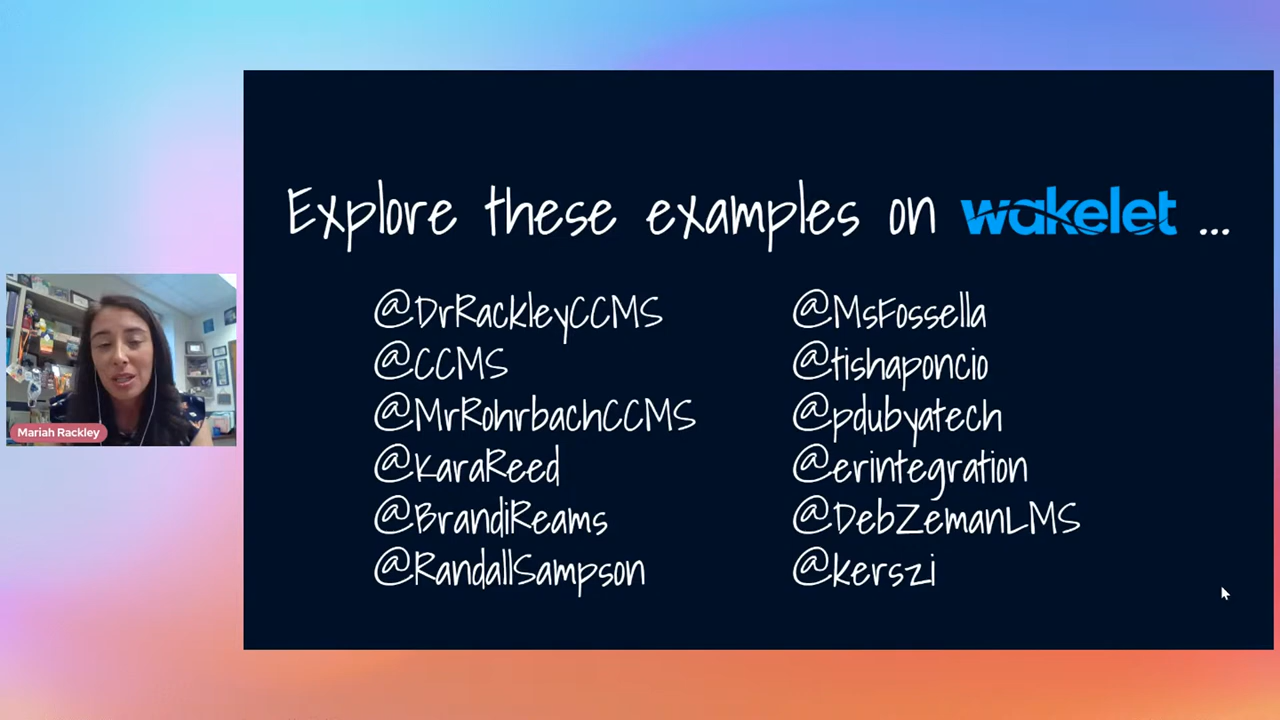 Explore these examples on wakelet ...
@DrRackleyCCMS
@CCMS
@MrRohrbachCCMS
@KaraReed
@BrandiReams
@RandallSampson
@MsFossella
@tishaponcio
@pdubyatech
@erintegration
@DebZemanLMS
@kerszi
Mariah Rackley